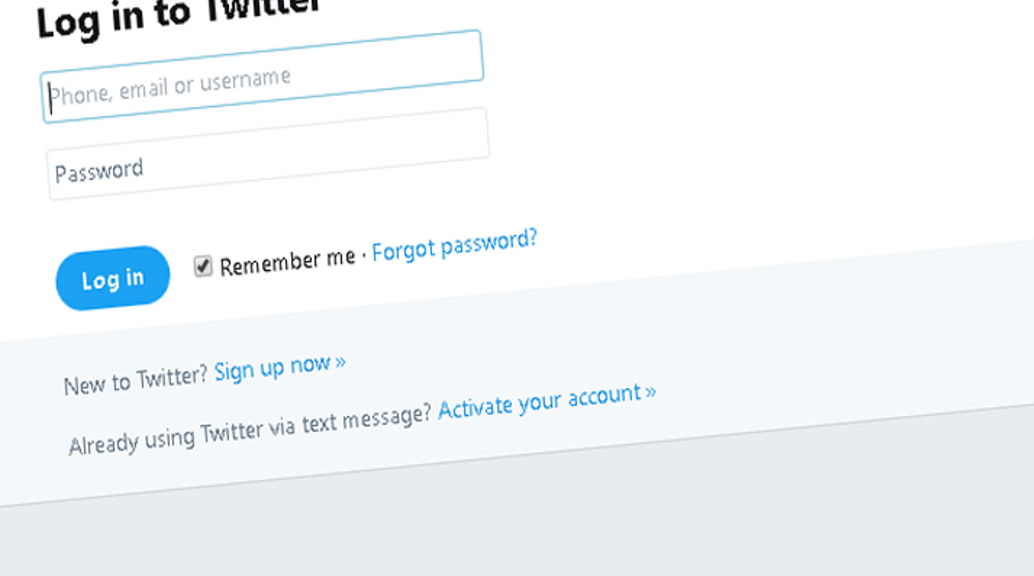 Log in to Twitter
Phone, email or username
Password
Log in
Remember me · Forgot password?
New to Twitter? Sign up now »
Already using Twitter via text message? Activate your account »